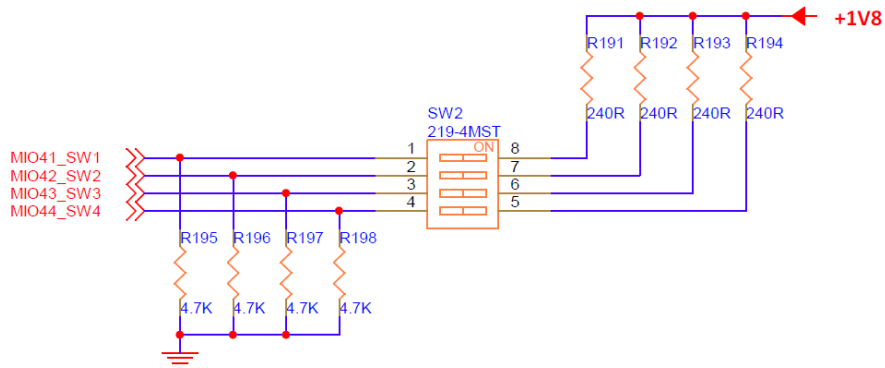 +1V8
R191 R192 R193 R194
240R 240R 240R 240R
SW2
219-4MST
ON
MIO41_SW1 1 8
MIO42_SW2 2 7
MIO43_SW3 3 6
MIO44_SW4 4 5
R195 R196 R197 R198
4.7K 4.7K 4.7K 4.7K